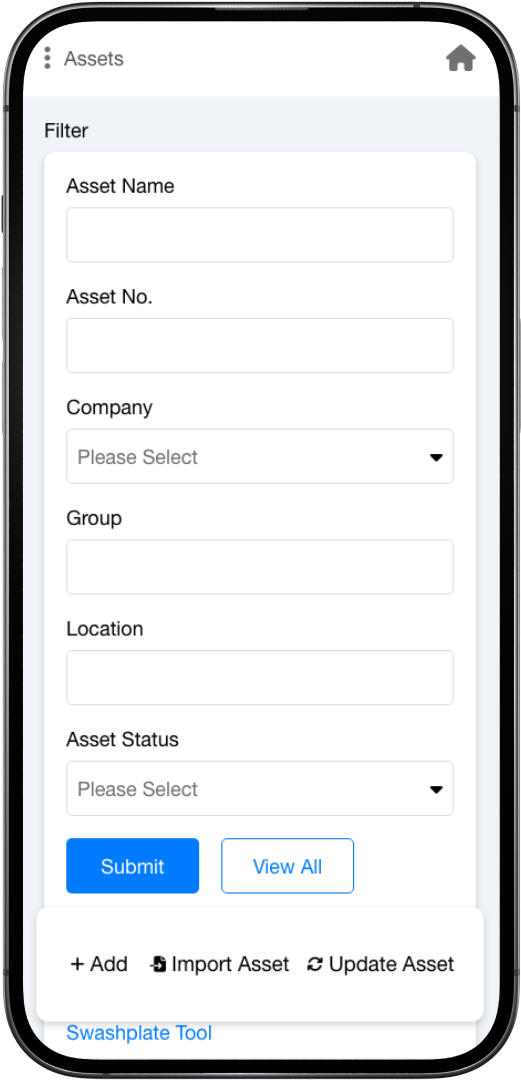 Assets
Filter
Asset Name
Asset No.
Company
Please Select
Group
Location
Asset Status
Please Select
Submit View All
+ Add Import Asset Update Asset
Swashplate Tool